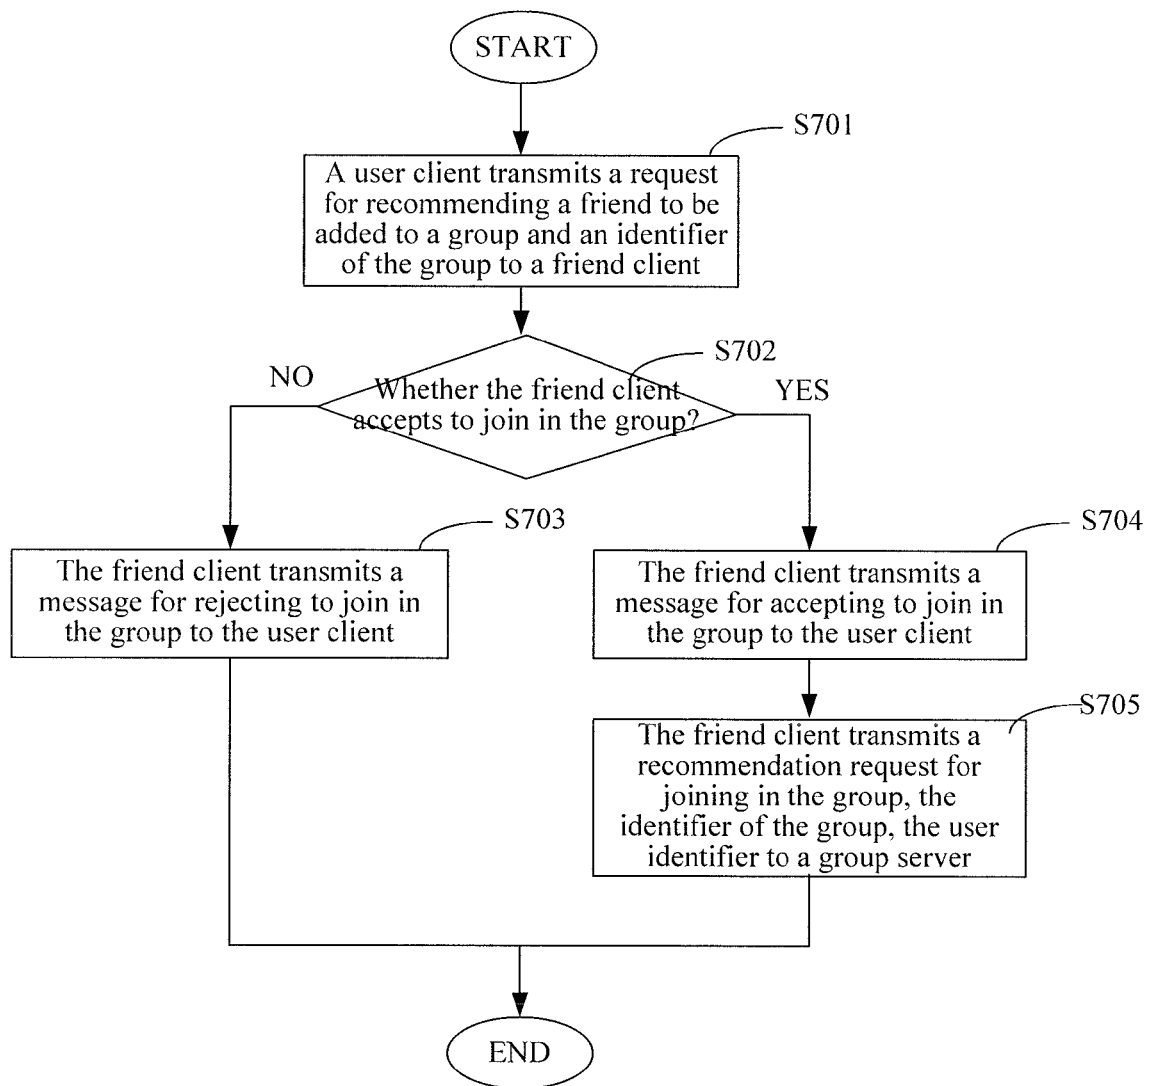 START
S701
A user client transmits a request
for recommending a friend to be
added to a group and an identifier
of the group to a friend client
S702
NO
YES
Whether the friend client
accepts to join in the group?
S703
S704
The friend client transmits a
message for rejecting to join in
the group to the user client
The friend client transmits a
message for accepting to join in
the group to the user client
S705
The friend client transmits a
recommendation request for
joining in the group, the
identifier of the group, the user
identifier to a group server
END